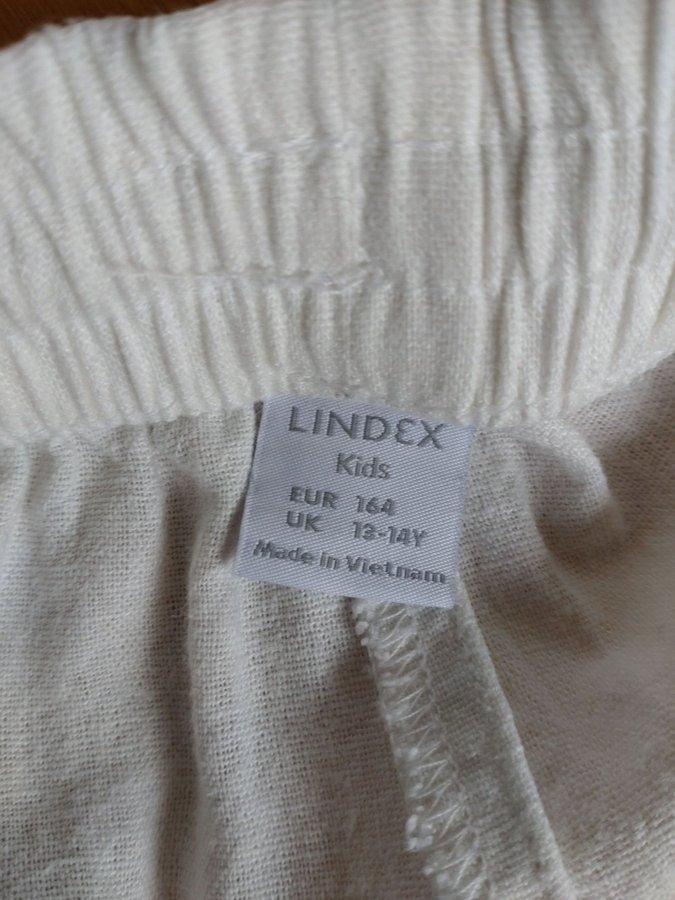 LINDEX
Kids
EUR 164
UK 13-14Y
Made in Vietnam